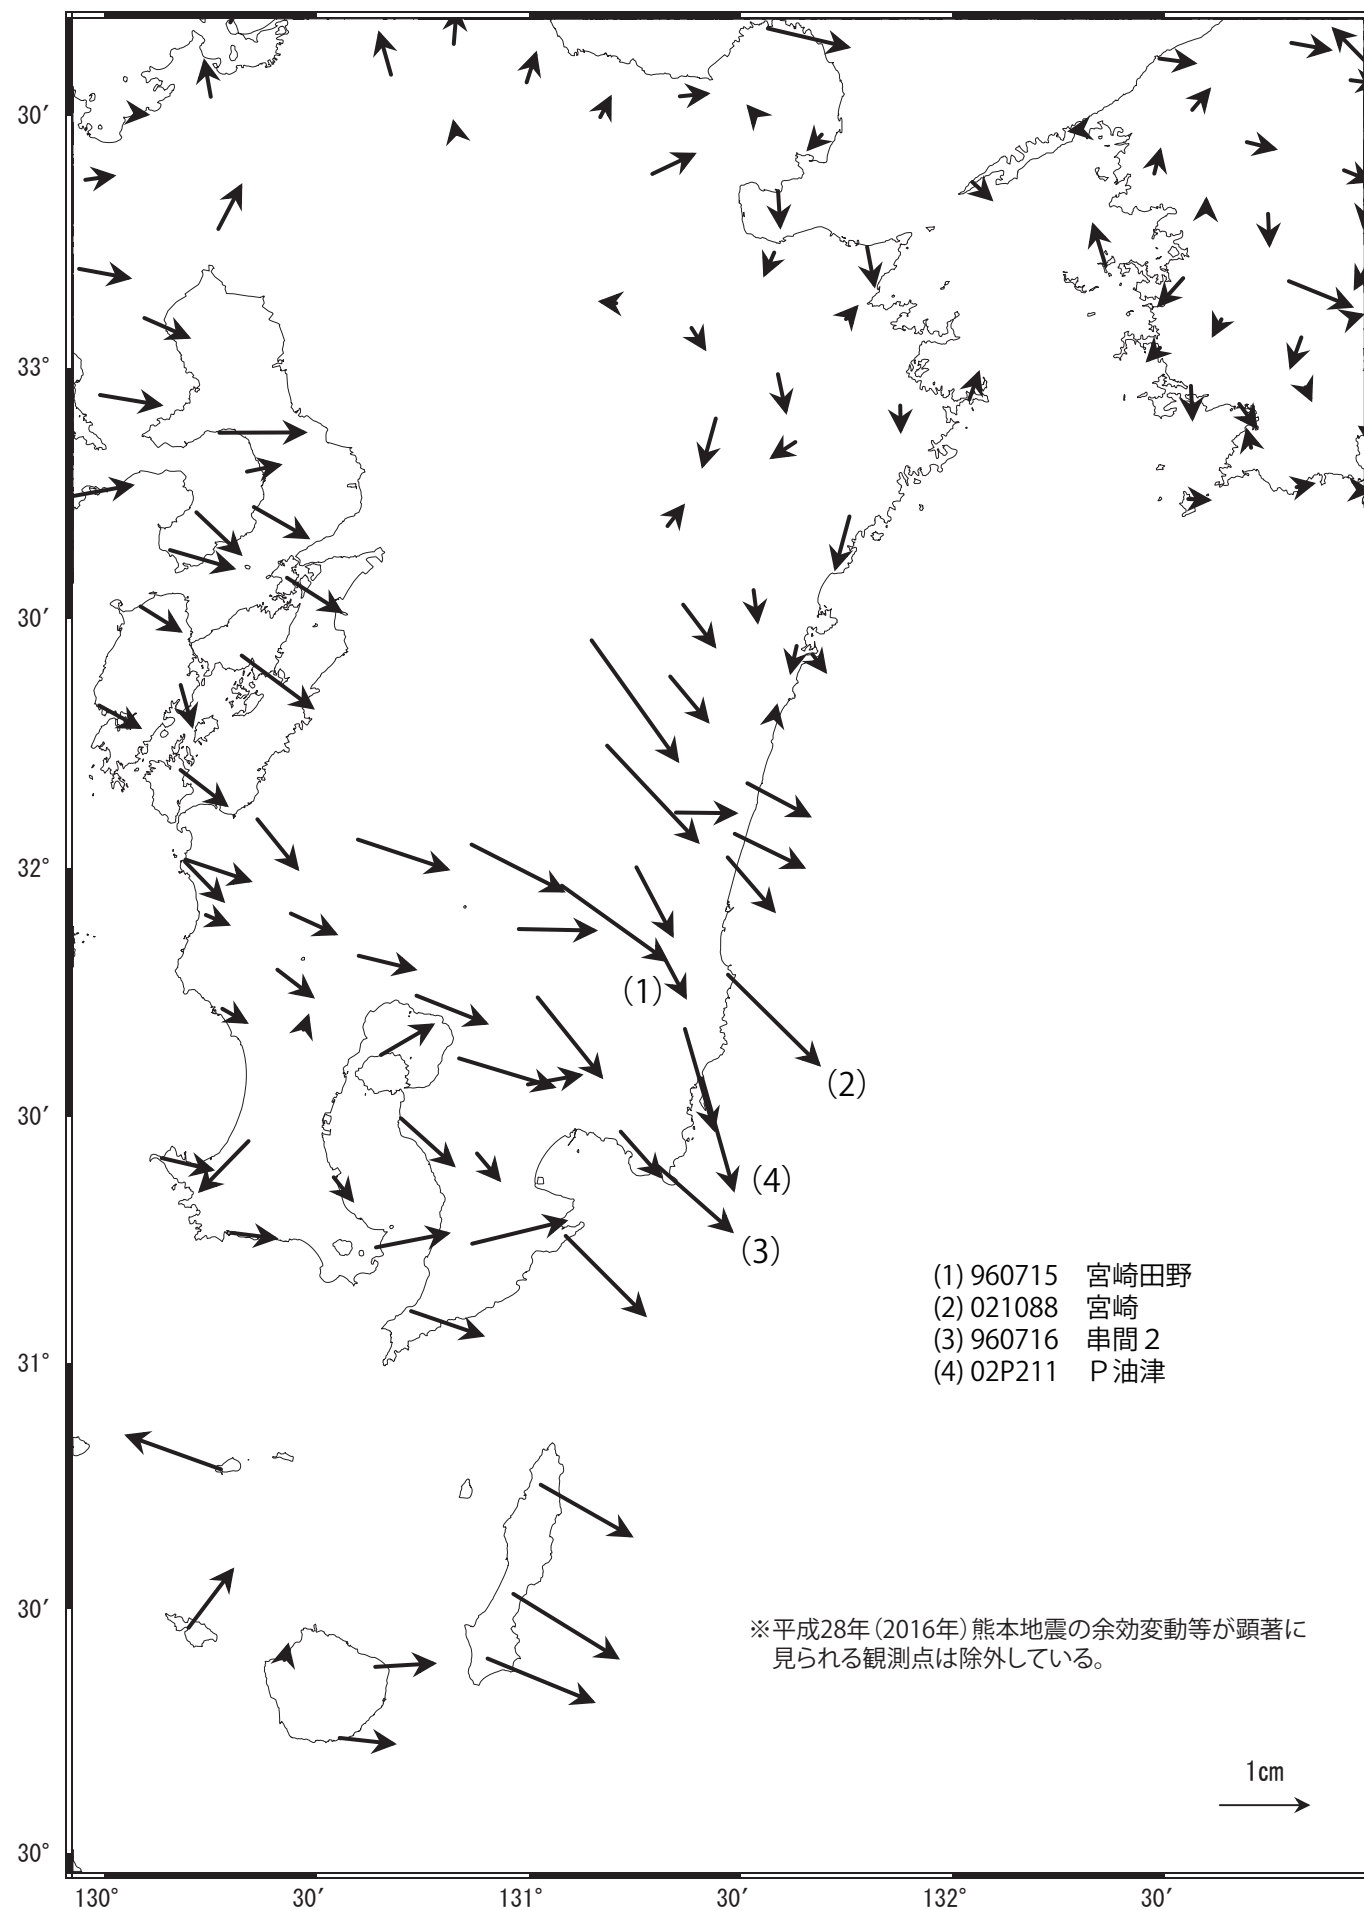 30′
33°
30′
32°
(1)
(2)
30′
(4)
(3)
(1) 960715 宮崎田野
(2) 021088 宮崎
(3) 960716 串間2
(4) 02P211 P油津
31°
30′
※平成28年(2016年)熊本地震の余効変動等が顕著に
見られる観測点は除外している。
1cm
30°
130° 30′ 131° 30′ 132° 30′